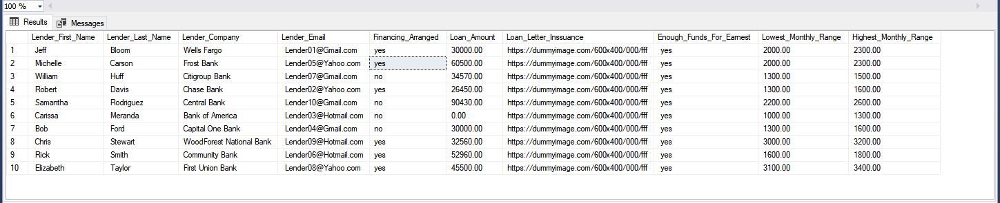 100 %
Results Messages
Lender_First_Name Lender_Last_Name Lender_Company Lender_Email Financing_Arranged Loan_Amount Loan_Letter_Inssuance Enough_Funds_For_Earnest Lowest_Monthly_Range Highest_Monthly_Range
1 Jeff Bloom Wells Fargo Lender01@Gmail.com yes 30000.00 https://dummyimage.com/600x400/000/fff yes 2000.00 2300.00
2 Michelle Carson Frost Bank Lender05@Yahoo.com yes 60500.00 https://dummyimage.com/600x400/000/fff yes 2000.00 2300.00
3 William Huff Citigroup Bank Lender07@Gmail.com no 34570.00 https://dummyimage.com/600x400/000/fff yes 1300.00 1500.00
4 Robert Davis Chase Bank Lender02@Yahoo.com yes 26450.00 https://dummyimage.com/600x400/000/fff yes 1300.00 1600.00
5 Samantha Rodriguez Central Bank Lender10@Gmail.com no 90430.00 https://dummyimage.com/600x400/000/fff yes 2200.00 2600.00
6 Carissa Meranda Bank of America Lender03@Hotmail.com no 0.00 https://dummyimage.com/600x400/000/fff yes 1000.00 1300.00
7 Bob Ford Capital One Bank Lender04@Gmail.com no 30000.00 https://dummyimage.com/600x400/000/fff yes 1300.00 1600.00
8 Chris Stewart WoodForest National Bank Lender09@Hotmail.com yes 32560.00 https://dummyimage.com/600x400/000/fff yes 3000.00 3200.00
9 Rick Smith Community Bank Lender06@Hotmail.com yes 52960.00 https://dummyimage.com/600x400/000/fff yes 1600.00 1800.00
10 Elizabeth Taylor First Union Bank Lender08@Yahoo.com yes 45500.00 https://dummyimage.com/600x400/000/fff yes 3100.00 3400.00